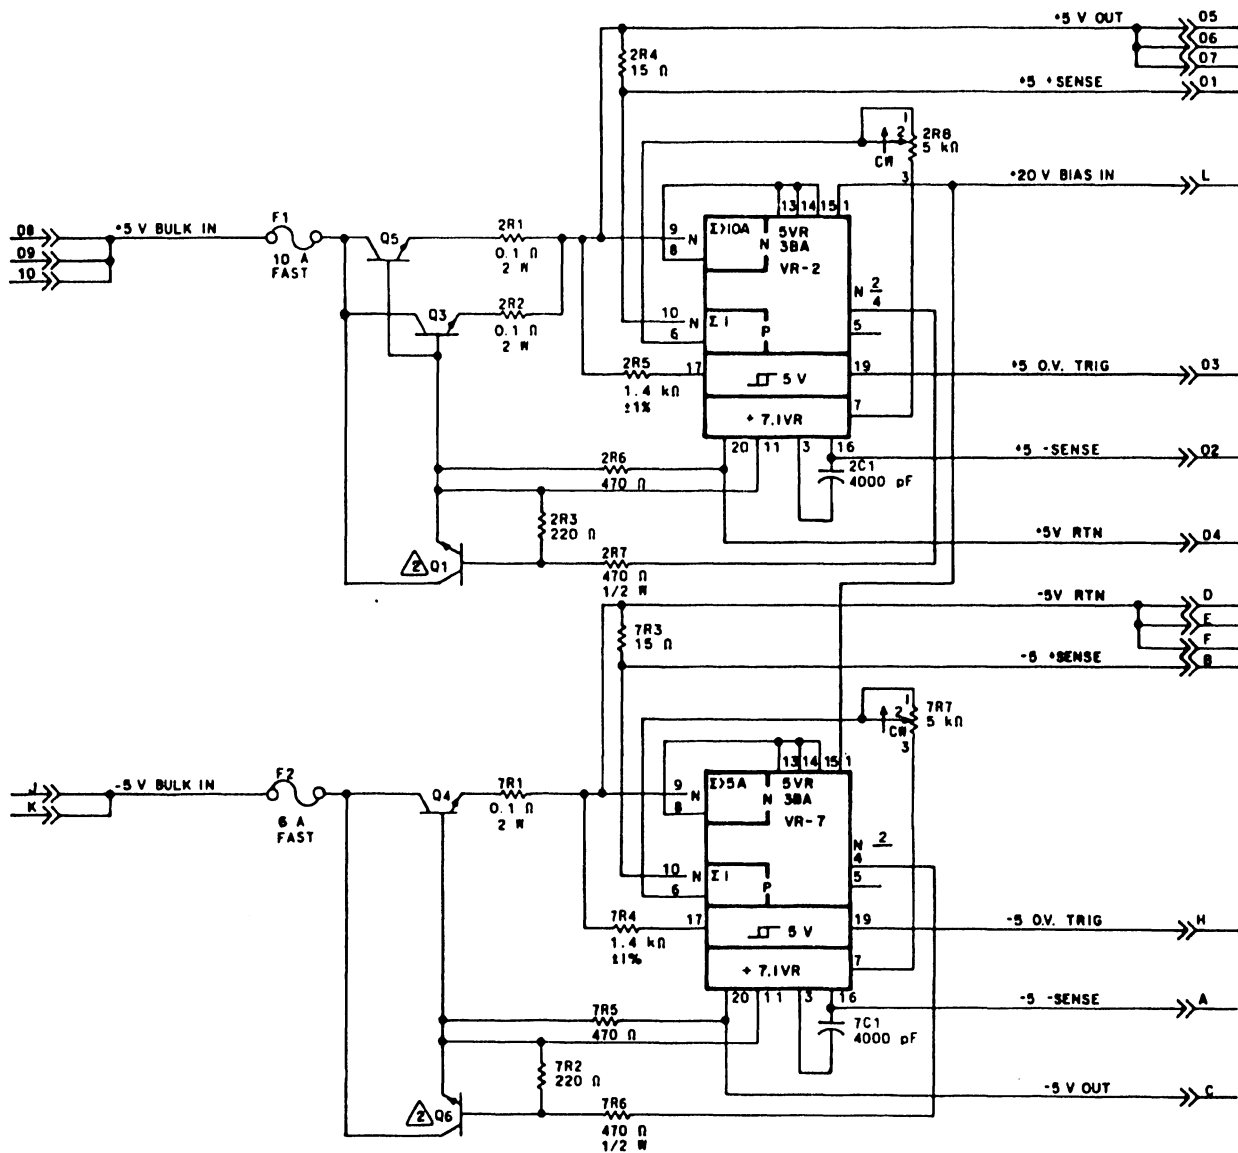 +5 V OUT
05
06
07
2R4
15 Ω
+5 +SENSE
01
1
2
CW
3
2R8
5 kΩ
+20 V BIAS IN
L
08
09
10
+5 V BULK IN
F1
10 A
FAST
Q5
2R1
0.1 Ω
2 W
Q3
2R2
0.1 Ω
2 W
13
14
15
1
9
N
8
Σ>10A
N
5VR
3BA
VR-2
N 2
4
5
10
N
6
Σ I
P
2R5
1.4 kΩ
±1%
17
5 V
19
+5 O.V. TRIG
03
+ 7.1VR
7
20
11
3
16
+5 -SENSE
02
2C1
4000 pF
2R6
470 Ω
2R3
220 Ω
+5V RTN
04
2
Q1
2R7
470 Ω
1/2 W
-5V RTN
D
E
F
7R3
15 Ω
-5 +SENSE
B
1
2
CW
3
7R7
5 kΩ
J
K
-5 V BULK IN
F2
6 A
FAST
Q4
7R1
0.1 Ω
2 W
13
14
15
1
9
N
8
Σ>5A
N
5VR
3BA
VR-7
N 2
4
5
10
N
6
Σ I
P
7R4
1.4 kΩ
±1%
17
5 V
19
-5 O.V. TRIG
H
+ 7.1VR
7
20
11
3
16
-5 -SENSE
A
7C1
4000 pF
7R5
470 Ω
7R2
220 Ω
-5 V OUT
C
2
Q6
7R6
470 Ω
1/2 W